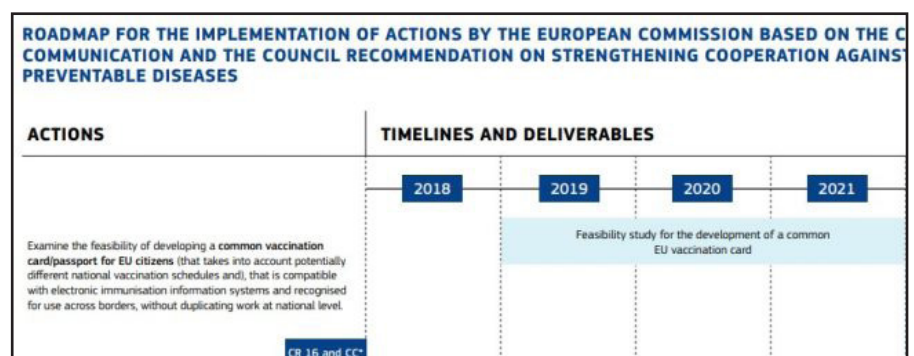 ROADMAP FOR THE IMPLEMENTATION OF ACTIONS BY THE EUROPEAN COMMISSION BASED ON THE C
COMMUNICATION AND THE COUNCIL RECOMMENDATION ON STRENGTHENING COOPERATION AGAINST
PREVENTABLE DISEASES
ACTIONS
TIMELINES AND DELIVERABLES
2018
2019
2020
2021
Feasibility study for the development of a common
EU vaccination card
Examine the feasibility of developing a common vaccination
card/passport for EU citizens (that takes into account potentially
different national vaccination schedules and), that is compatible
with electronic immunisation information systems and recognised
for use across borders, without duplicating work at national level.
CR 16 and CC*